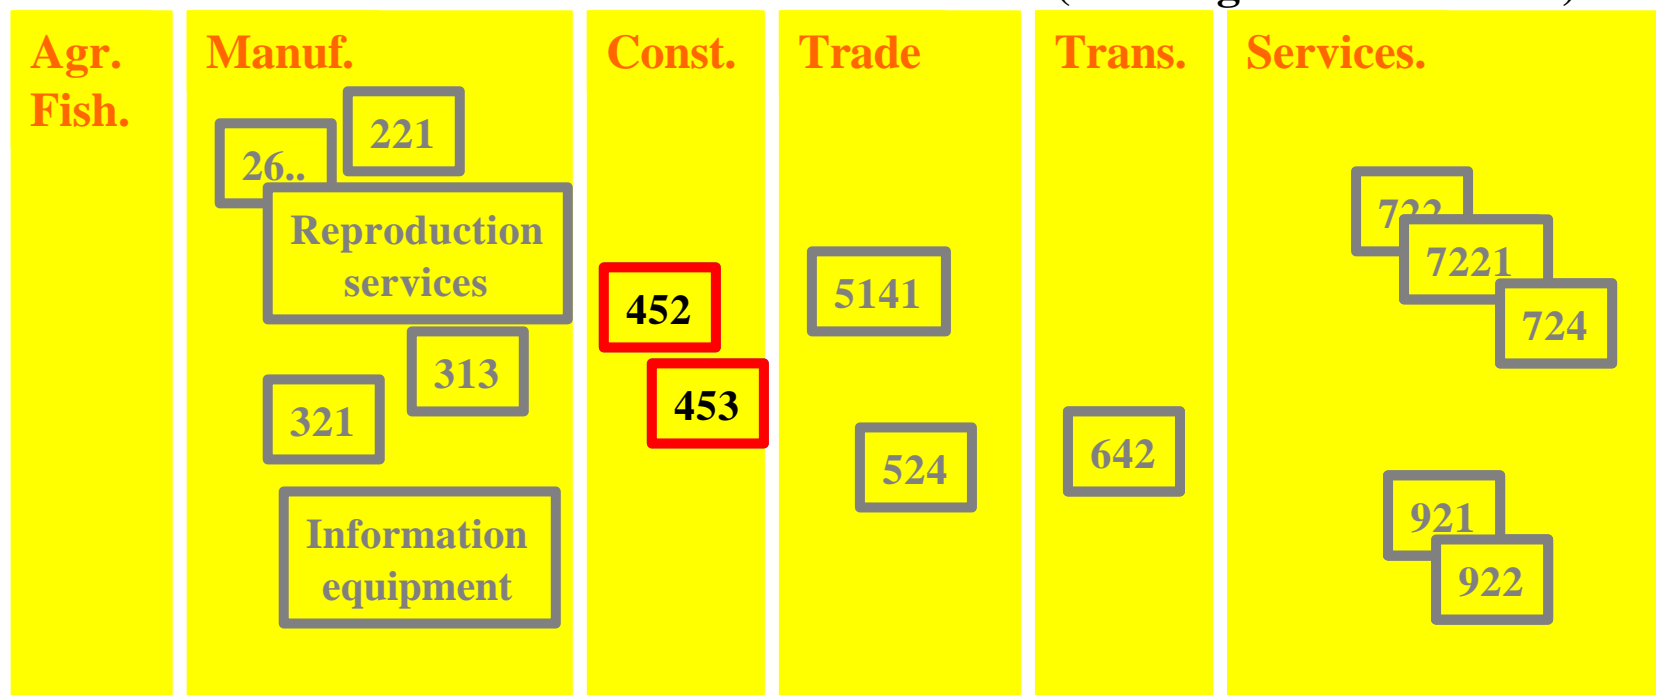 Agr.
Fish.
Manuf.
221
26..
Reproduction
services
313
321
Information
equipment
Const.
452
453
Trade
5141
524
Trans.
642
Services.
722
7221
724
921
922